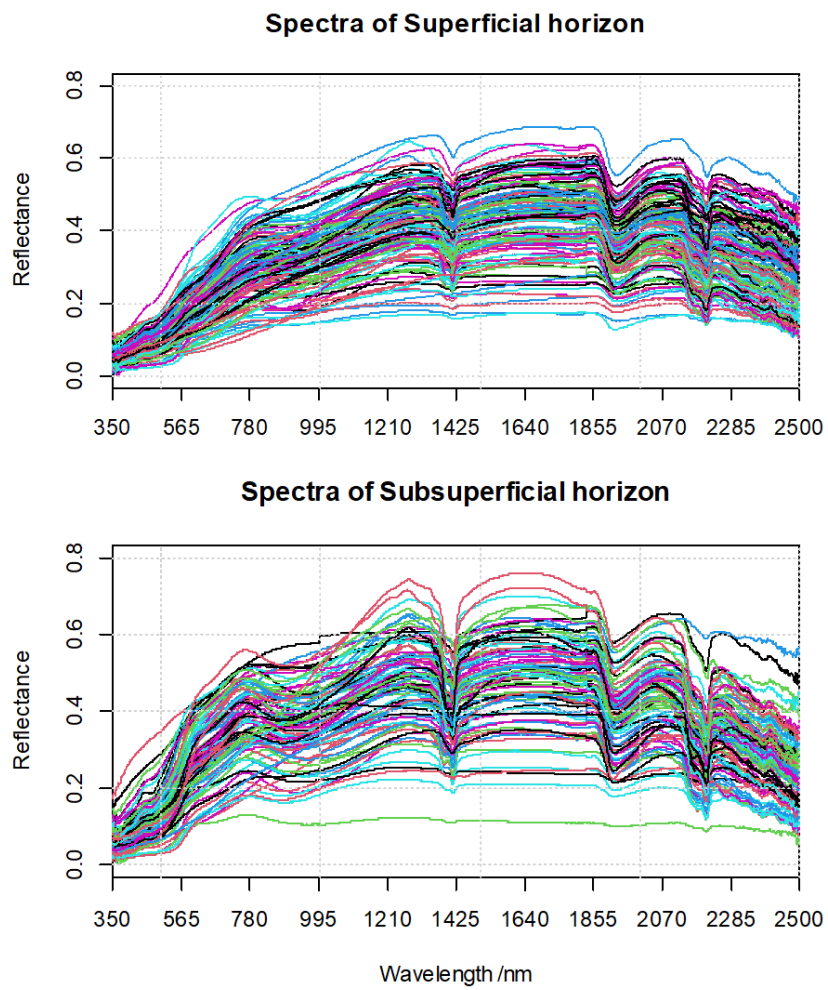 Spectra of Superficial horizon
0.8
0.6
0.4
0.2
0.0
Reflectance
350 565 780 995 1210 1425 1640 1855 2070 2285 2500
Spectra of Subsuperficial horizon
0.8
0.6
0.4
0.2
0.0
Reflectance
350 565 780 995 1210 1425 1640 1855 2070 2285 2500
Wavelength /nm